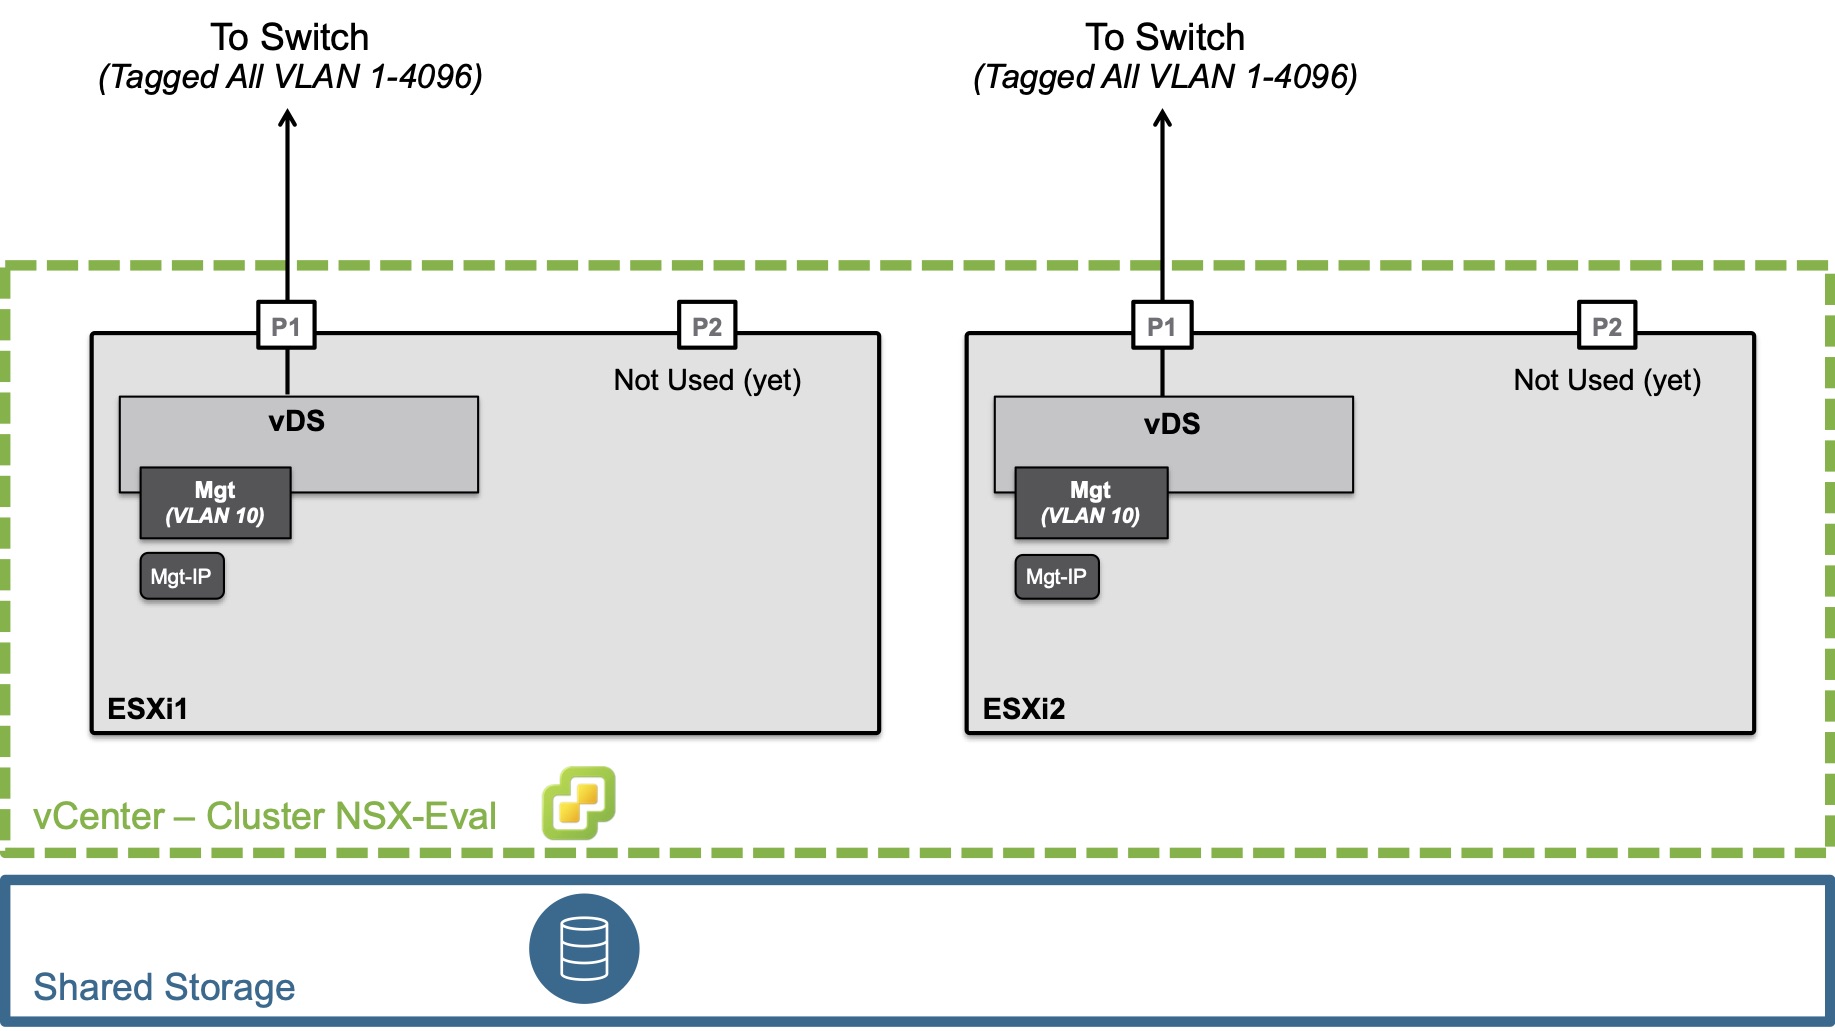 To Switch
(Tagged All VLAN 1-4096)
To Switch
(Tagged All VLAN 1-4096)
P1
P2
Not Used (yet)
vDS
Mgt
(VLAN 10)
Mgt-IP
ESXi1
P1
P2
Not Used (yet)
vDS
Mgt
(VLAN 10)
Mgt-IP
ESXi2
vCenter – Cluster NSX-Eval
Shared Storage